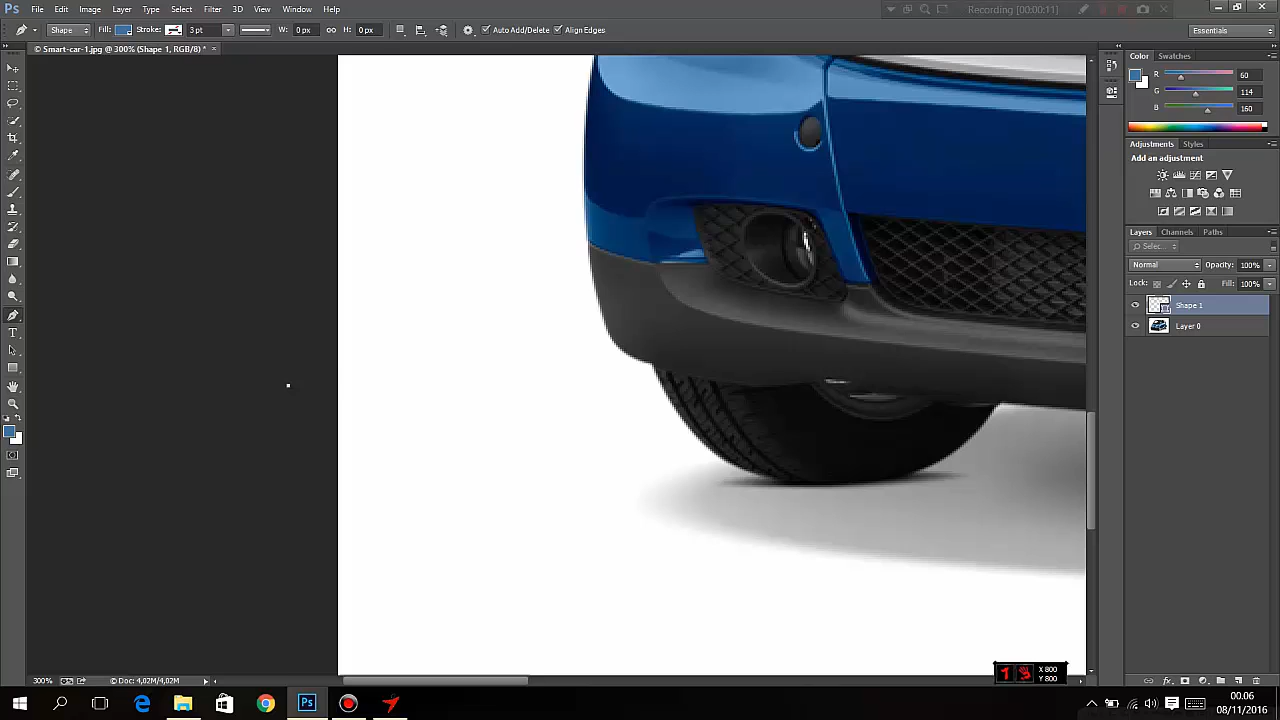 Ps File Edit Image Layer Type Select Filter 3D View Window Help
Recording [00:00:11]
Shape Fill: Stroke: 3 pt W: 0 px H: 0 px Auto Add/Delete Align Edges Essentials
© Smart-car-1.jpg @ 300% (Shape 1, RGB/8) * ×
Color Swatches
R 60
G 114
B 160
Adjustments Styles
Add an adjustment
Layers Channels Paths
Selec...
Normal Opacity: 100%
Lock: Fill: 100%
Shape 1
Layer 0
300% Doc: 4,02M/4,02M
X 800
Y 800
Ps
00.06
08/11/2016